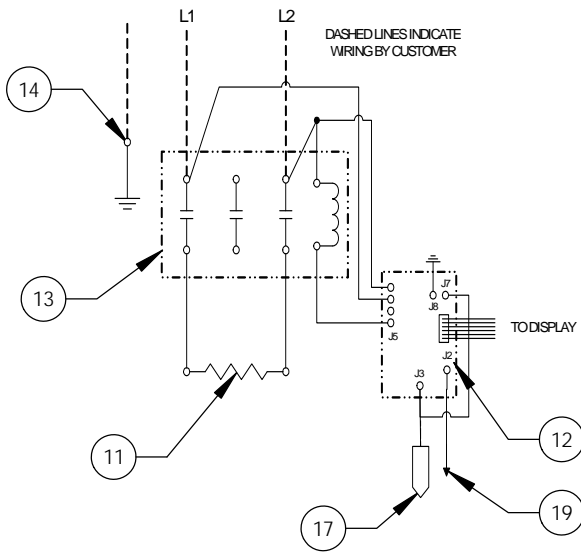 L1
L2
DASHED LINES INDICATE
WIRING BY CUSTOMER
14
13
J7
J8
J5
TO DISPLAY
J3
J2
12
11
17
19